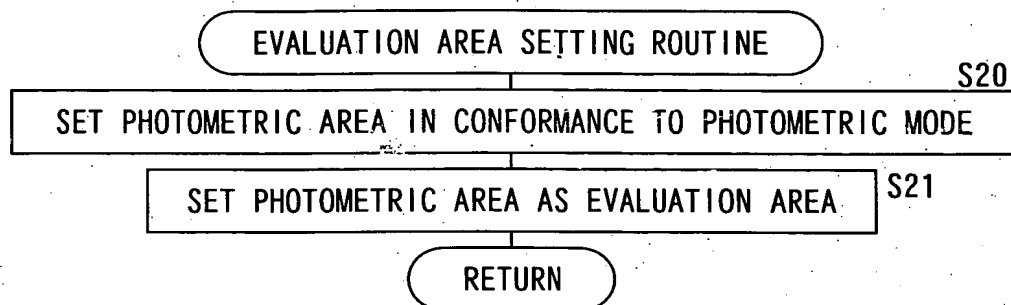 EVALUATION AREA SETTING ROUTINE
S20
SET PHOTOMETRIC AREA IN CONFORMANCE TO PHOTOMETRIC MODE
SET PHOTOMETRIC AREA AS EVALUATION AREA
S21
RETURN